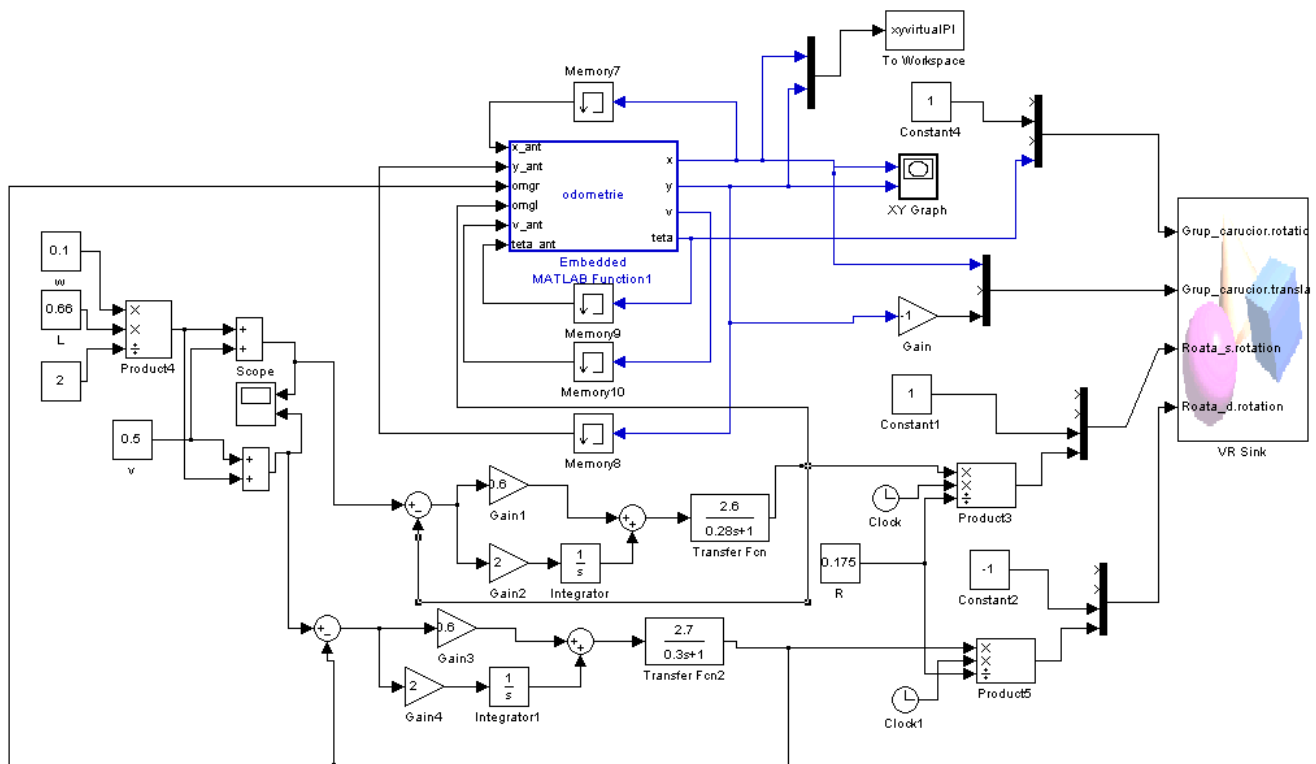 xyvirtualPI
To Workspace
Memory7
1
Constant4
x_ant
y_ant
omgr
omgl
v_ant
teta_ant
odometrie
x
y
v
teta
Embedded
MATLAB Function1
XY Graph
Grup_carucior.rotatic
Grup_carucior.transla
Roata_s.rotation
Roata_d.rotation
VR Sink
0.1
w
0.66
L
2
×
×
÷
Product4
+
+
Scope
Memory9
Memory10
Memory8
-1
Gain
1
Constant1
0.5
v
+
+
+
−
0.6
Gain1
2
Gain2
1
s
Integrator
+
+
2.6
0.28s+1
Transfer Fcn
Clock
×
×
÷
Product3
0.175
R
-1
Constant2
+
−
0.6
Gain3
2
Gain4
1
s
Integrator1
+
+
2.7
0.3s+1
Transfer Fcn2
Clock1
×
×
÷
Product5